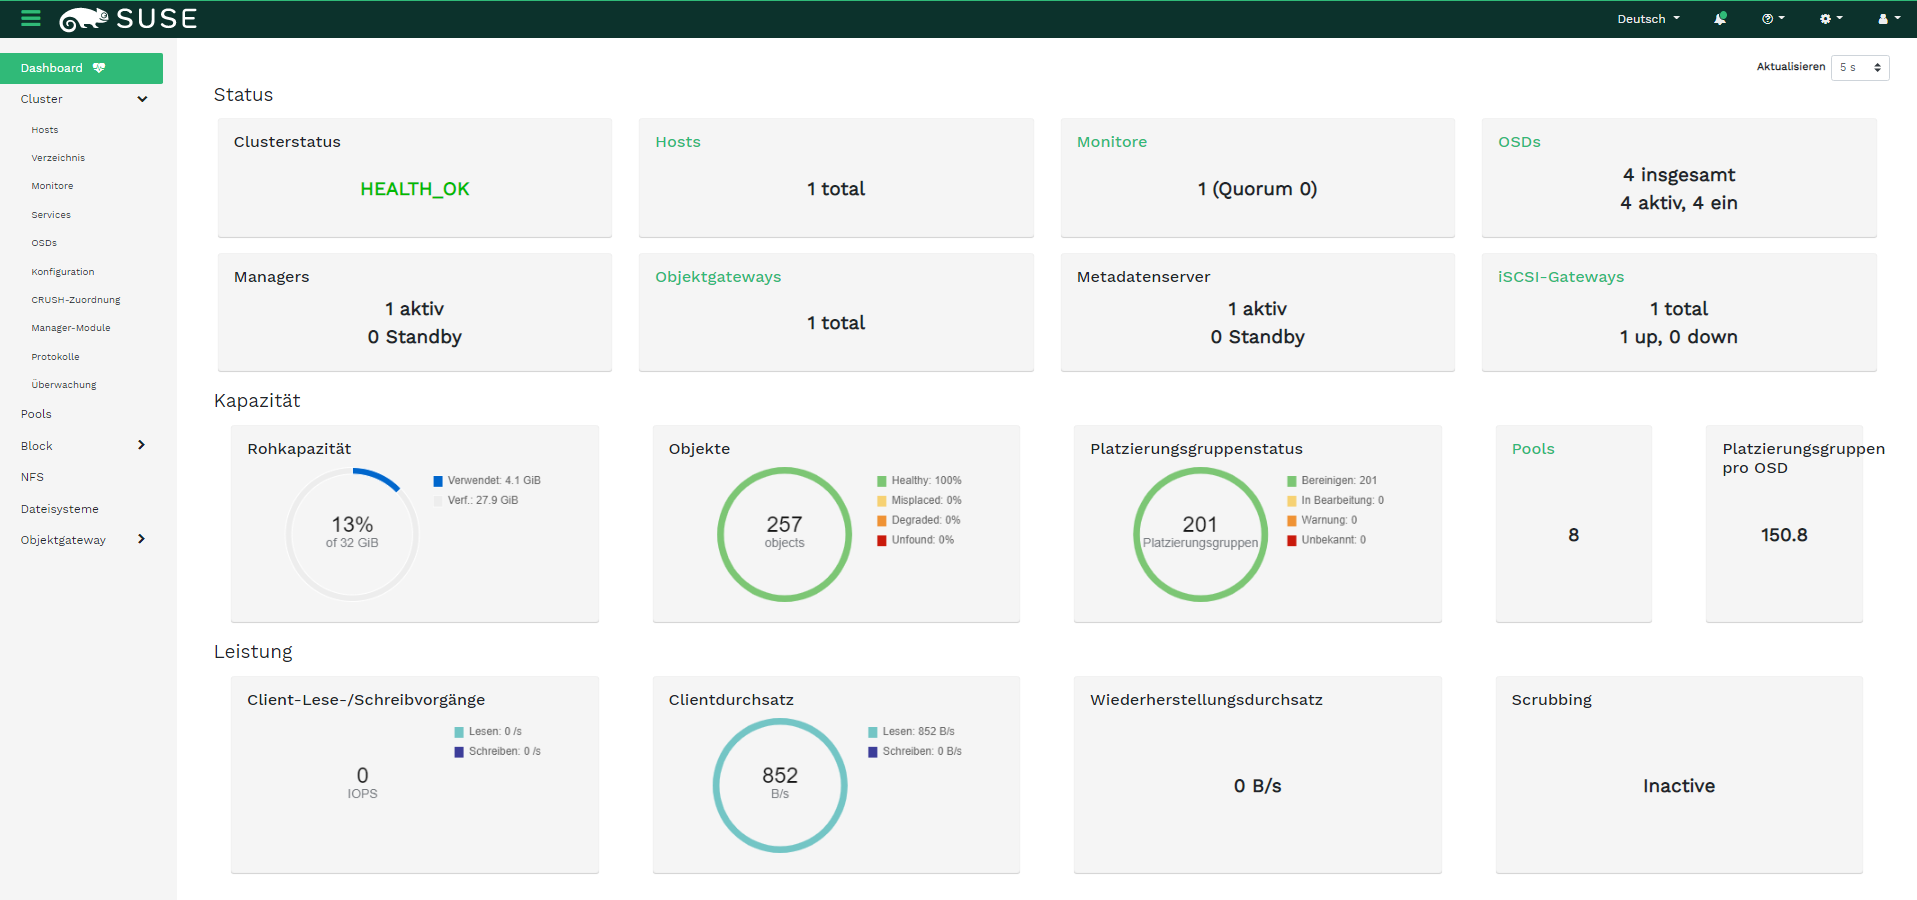 SUSE
Deutsch
Dashboard
Cluster
Hosts
Verzeichnis
Monitore
Services
OSDs
Konfiguration
CRUSH-Zuordnung
Manager-Module
Protokolle
Überwachung
Pools
Block
NFS
Dateisysteme
Objektgateway
Aktualisieren 5 s
Status
Clusterstatus
HEALTH_OK
Hosts
1 total
Monitore
1 (Quorum 0)
OSDs
4 insgesamt
4 aktiv, 4 ein
Managers
1 aktiv
0 Standby
Objektgateways
1 total
Metadatenserver
1 aktiv
0 Standby
iSCSI-Gateways
1 total
1 up, 0 down
Kapazität
Rohkapazität
13%
of 32 GiB
Verwendet: 4.1 GiB
Verf.: 27.9 GiB
Objekte
257
objects
Healthy: 100%
Misplaced: 0%
Degraded: 0%
Unfound: 0%
Platzierungsgruppenstatus
201
Platzierungsgruppen
Bereinigen: 201
In Bearbeitung: 0
Warnung: 0
Unbekannt: 0
Pools
8
Platzierungsgruppen
pro OSD
150.8
Leistung
Client-Lese-/Schreibvorgänge
0
IOPS
Lesen: 0 /s
Schreiben: 0 /s
Clientdurchsatz
852
B/s
Lesen: 852 B/s
Schreiben: 0 B/s
Wiederherstellungsdurchsatz
0 B/s
Scrubbing
Inactive